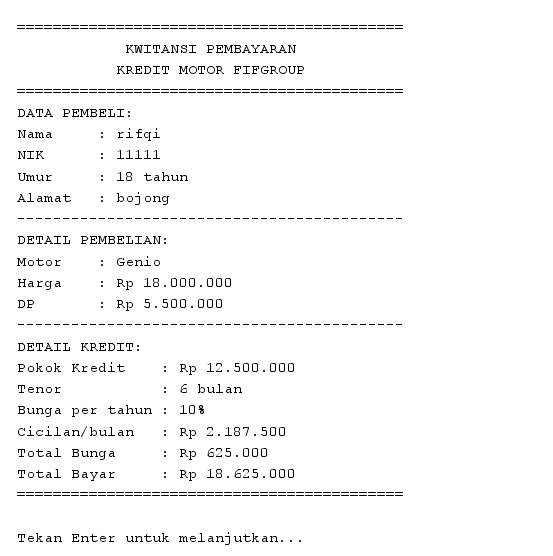 ===========================================
KWITANSI PEMBAYARAN
KREDIT MOTOR FIFGROUP
===========================================
DATA PEMBELI:
Nama     : rifqi
NIK      : 11111
Umur     : 18 tahun
Alamat   : bojong
-------------------------------------------
DETAIL PEMBELIAN:
Motor    : Genio
Harga    : Rp 18.000.000
DP       : Rp 5.500.000
-------------------------------------------
DETAIL KREDIT:
Pokok Kredit    : Rp 12.500.000
Tenor           : 6 bulan
Bunga per tahun : 10%
Cicilan/bulan   : Rp 2.187.500
Total Bunga     : Rp 625.000
Total Bayar     : Rp 18.625.000
===========================================
Tekan Enter untuk melanjutkan...